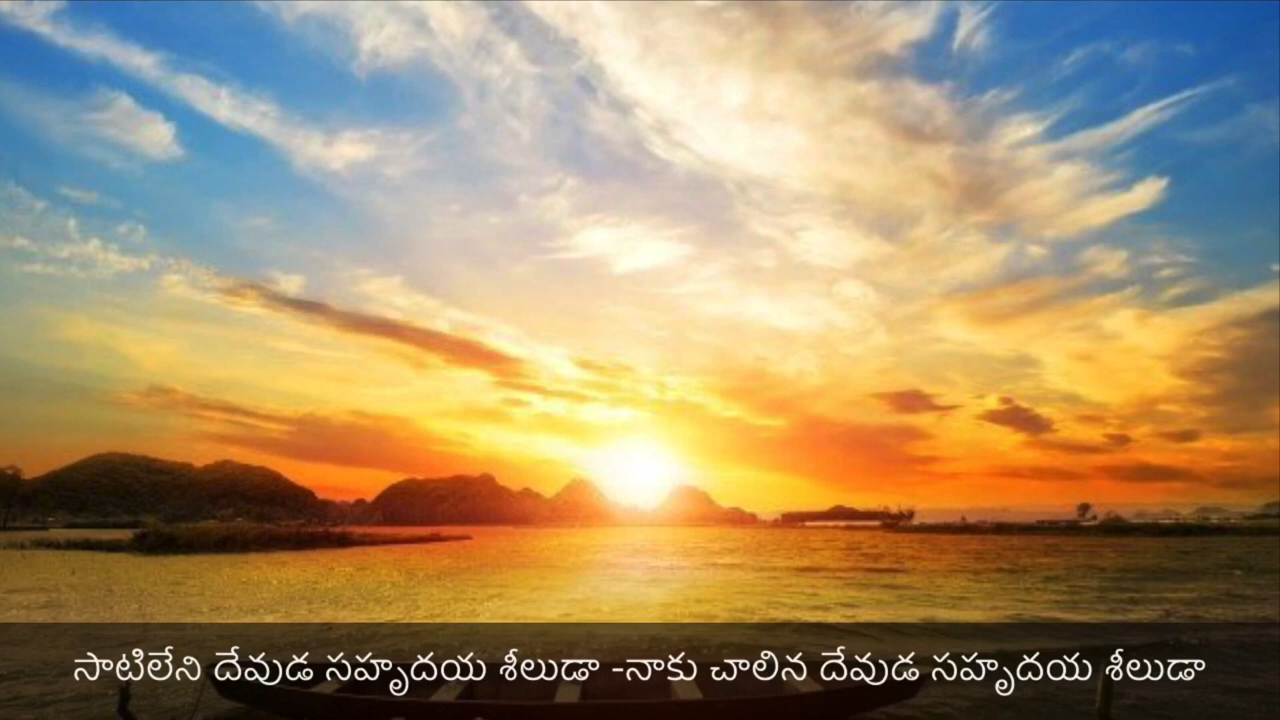 సాటిలేని దేవుడ సహృదయ శీలుడా -నాకు చాలిన దేవుడ సహృదయ శీలుడా